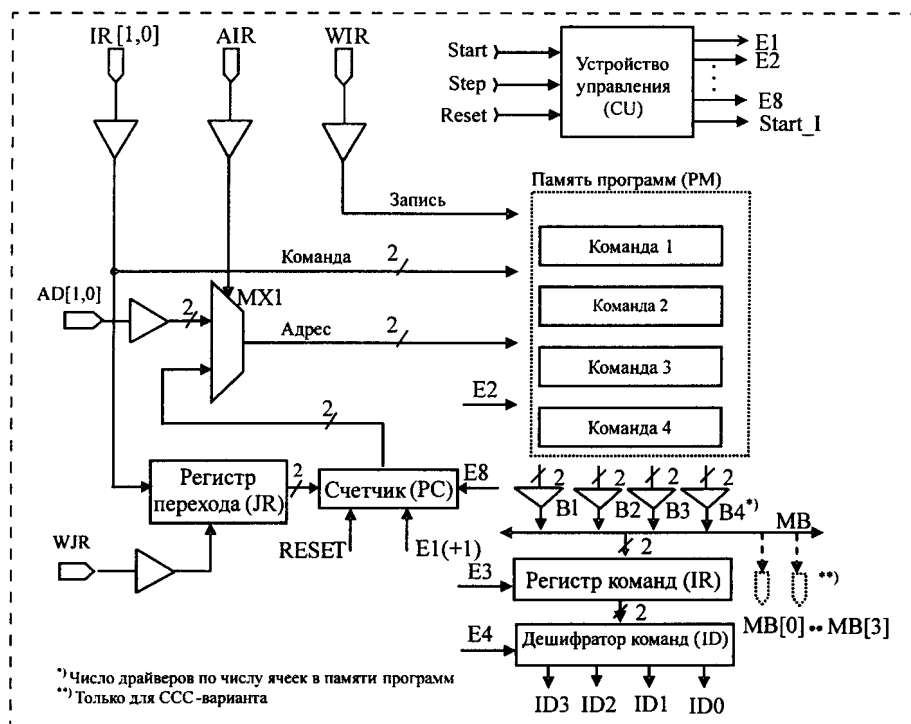 IR[1,0]
AIR
WIR
Start
Step
Reset
Устройство
управления
(CU)
E1
E2
E8
Start_I
Память программ (PM)
Запись
Команда 1
Команда
2
AD[1,0]
2
MX1
Команда 2
Адрес
2
Команда 3
E2
Команда 4
2
Регистр
перехода (JR)
2
Счетчик (PC)
E8
2
2
2
2
B1
B2
B3
B4*)
MB
WJR
RESET
E1(+1)
2
E3
Регистр команд (IR)
**)
MB[0] •• MB[3]
2
E4
Дешифратор команд (ID)
*) Число драйверов по числу ячеек в памяти программ
**) Только для ССС-варианта
ID3
ID2
ID1
ID0